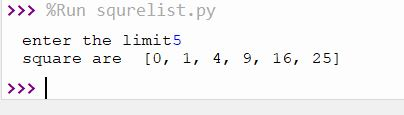 >>> %Run squrelist.py
enter the limit5
square are  [0, 1, 4, 9, 16, 25]
>>>